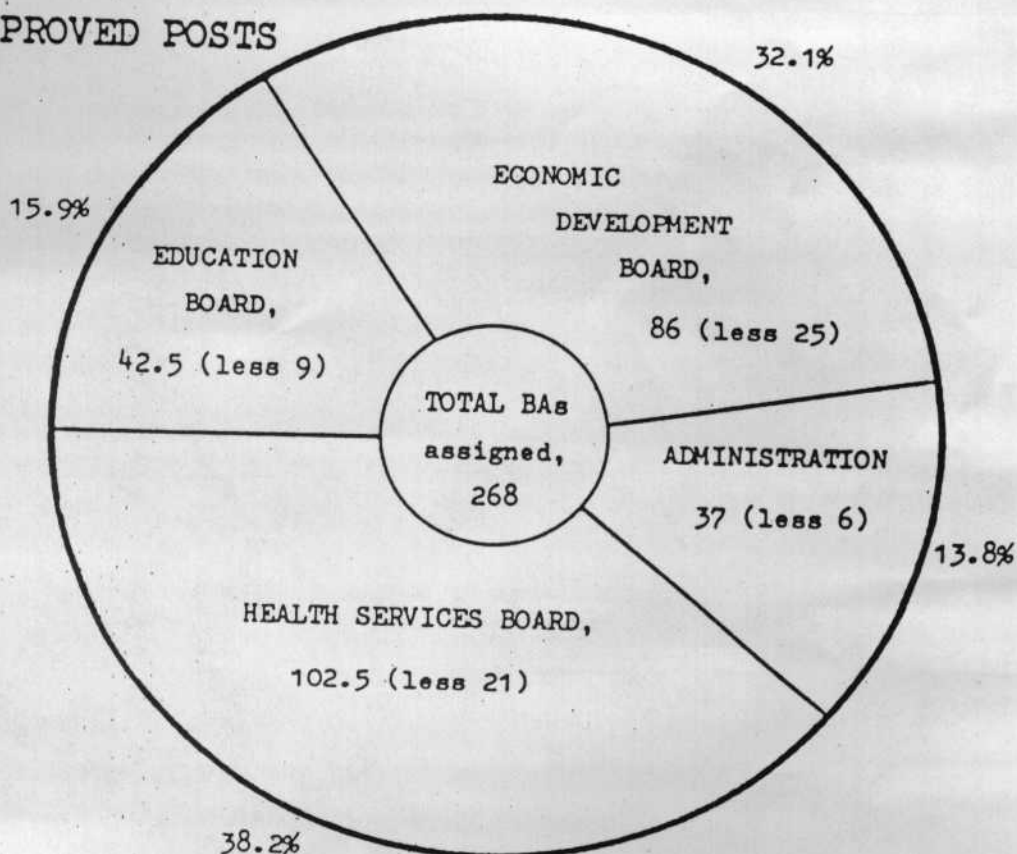 PROVED POSTS
32.1%
ECONOMIC
DEVELOPMENT
BOARD,
86 (less 25)
15.9%
EDUCATION
BOARD,
42.5 (less 9)
TOTAL BAs
assigned,
268
ADMINISTRATION
37 (less 6)
13.8%
HEALTH SERVICES BOARD,
102.5 (less 21)
38.2%